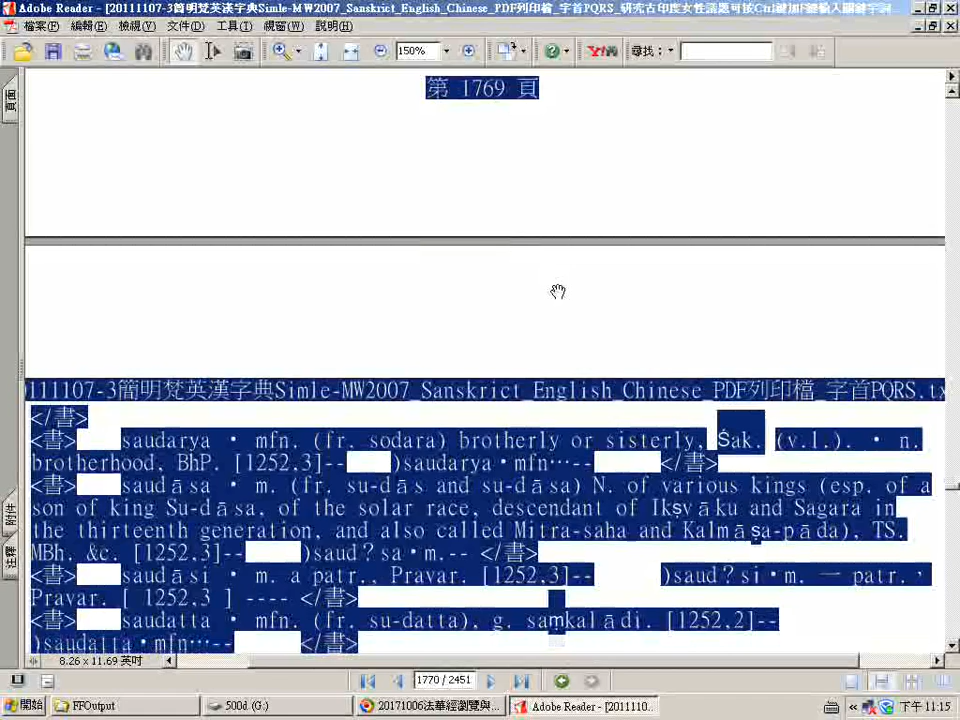 Adobe Reader - [20111107-3簡明梵英漢字典Simle-MW2007_Sanskrict_English_Chinese_PDF列印檔_字首PQRS_研究古印度女性議題可按Ctrl鍵加F鍵輸入關鍵字
檔案(F) 編輯(E) 檢視(V) 文件(D) 工具(T) 視窗(W) 說明(H)
150% Y! 尋找:
頁面
第 1769 頁
111107-3簡明梵英漢字典Simle-MW2007_Sanskrict_English_Chinese_PDF列印檔_字首PQRS.tx
</書>
<書> saudarya • mfn. (fr. sodara) brotherly or sisterly, Śak. (v.l.). • n.
brotherhood, BhP. [1252,3]-- )saudarya•mfn…-- </書>
<書> saudāsa • m. (fr. su-dās and su-dāsa) N. of various kings (esp. of a
son of king Su-dāsa, of the solar race, descendant of Ikṣvāku and Sagara in
the thirteenth generation, and also called Mitra-saha and Kalmāṣa-pāda), TS.
MBh. &c. [1252,3]-- )saud?sa•m.-- </書>
<書> saudāsi • m. a patr., Pravar. [1252,3]-- )saud?si•m. — patr.,
Pravar. [ 1252,3 ] ---- </書>
<書> saudatta • mfn. (fr. su-datta), g. saṃkalādi. [1252,2]--
)saudatta•mfn…-- </書>
附件
注釋
8.26 x 11.69 英吋
1770 / 2451
開始 FFOutput 500d (G:) 20171006法華經瀏覽與... Adobe Reader - [2011110... 下午 11:15